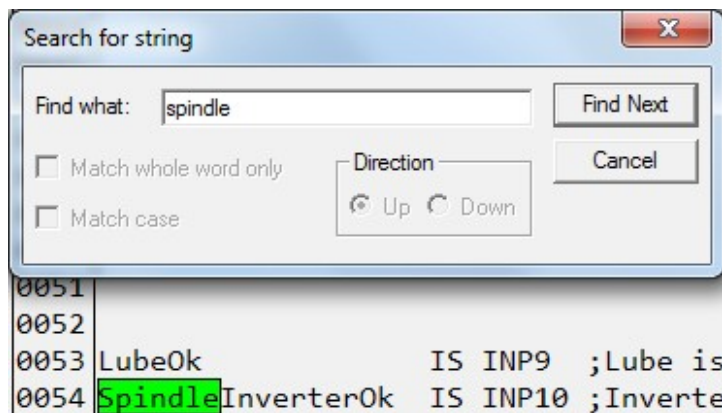 Search for string
Find what: spindle
Find Next
Match whole word only
Direction
Cancel
Up Down
Match case
0051
0052
0053 LubeOk IS INP9 ;Lube is
0054 SpindleInverterOk IS INP10 ;Inverte